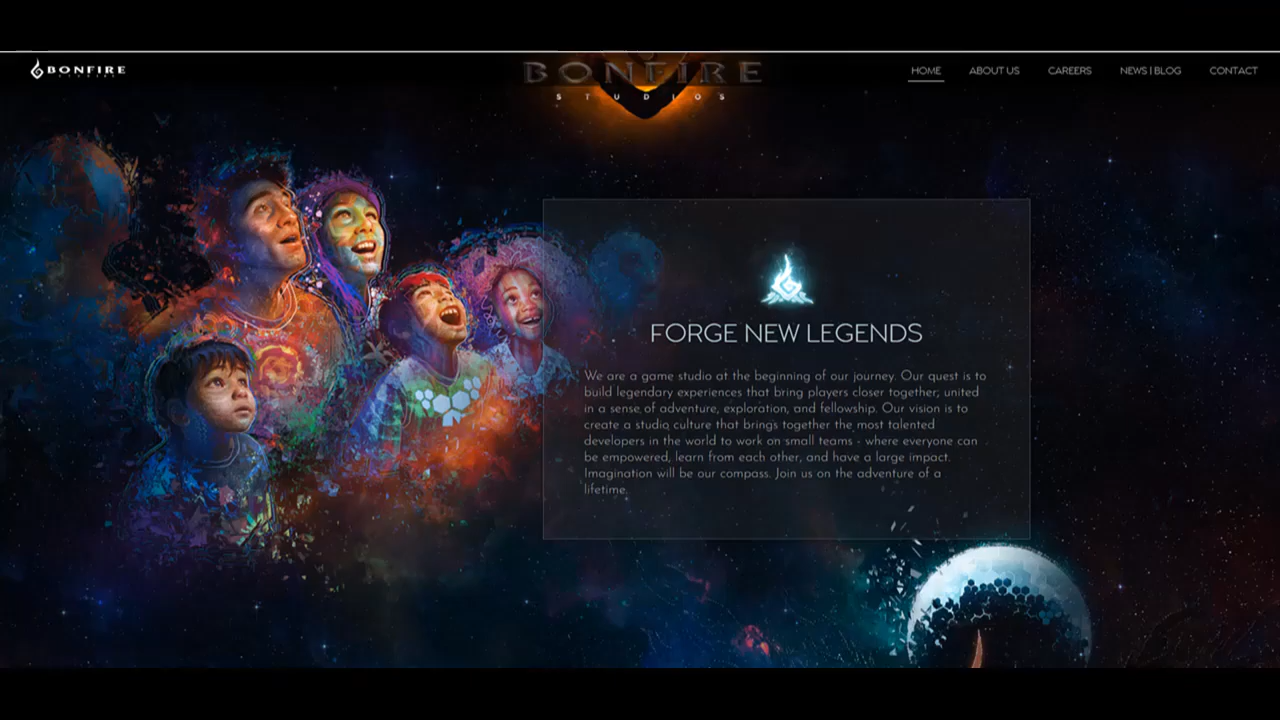 BONFIRE
BONFIRE
STUDIOS
HOME
ABOUT US
CAREERS
NEWS | BLOG
CONTACT
FORGE NEW LEGENDS
We are a game studio at the beginning of our journey. Our quest is to
build legendary experiences that bring players closer together; united
in a sense of adventure, exploration, and fellowship. Our vision is to
create a studio culture that brings together the most talented
developers in the world to work on small teams - where everyone can
be empowered, learn from each other, and have a large impact.
Imagination will be our compass. Join us on the adventure of a
lifetime.